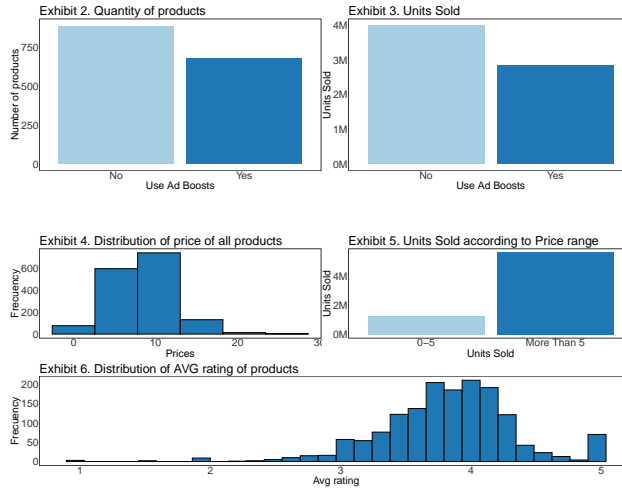 Exhibit 2. Quantity of products
Number of products
750
500
250
0
No
Yes
Use Ad Boosts
Exhibit 3. Units Sold
Units Sold
4M
3M
2M
1M
0M
No
Yes
Use Ad Boosts
Exhibit 4. Distribution of price of all products
Frecuency
600
400
200
0
0
10
20
30
Prices
Exhibit 5. Units Sold according to Price range
Units Sold
4M
2M
0M
0–5
More Than 5
Units Sold
Exhibit 6. Distribution of AVG rating of products
Frecuency
200
150
100
50
0
1
2
3
4
5
Avg rating